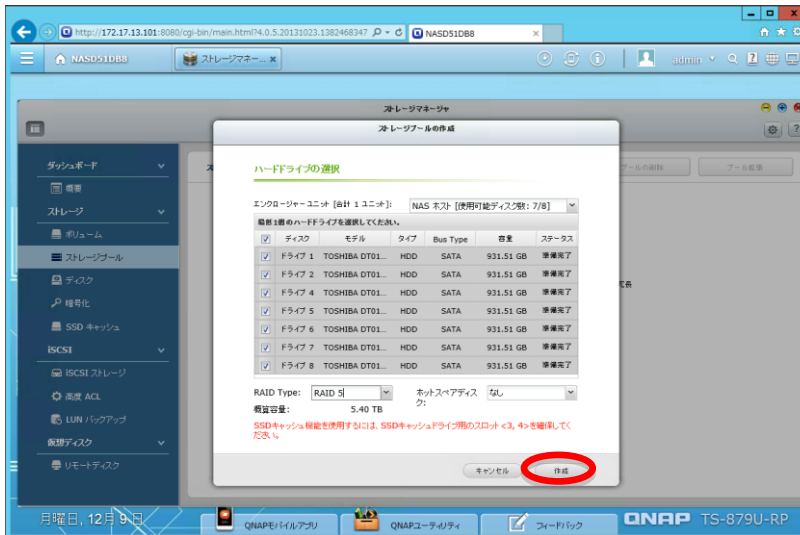 http://172.17.13.101:8080/cgi-bin/main.html?4.0.5.20131023.1382468347
NASD51DB8
NASD51DB8
ストレージマネー...
admin
ストレージマネージャ
ストレージプールの作成
ダッシュボード
概要
ストレージ
ボリューム
ストレージプール
ディスク
暗号化
SSD キャッシュ
iSCSI
iSCSI ストレージ
高度 ACL
LUN バックアップ
仮想ディスク
リモートディスク
プールの削除
プール拡張
ハードドライブの選択
エンクロージャーユニット [合計 1 ユニット]:
NAS ホスト [使用可能ディスク数: 7/8]
最低1個のハードドライブを選択してください。
ディスク モデル タイプ Bus Type 容量 ステータス
ドライブ 1 TOSHIBA DT01... HDD SATA 931.51 GB 準備完了
ドライブ 2 TOSHIBA DT01... HDD SATA 931.51 GB 準備完了
ドライブ 4 TOSHIBA DT01... HDD SATA 931.51 GB 準備完了
ドライブ 5 TOSHIBA DT01... HDD SATA 931.51 GB 準備完了
ドライブ 6 TOSHIBA DT01... HDD SATA 931.51 GB 準備完了
ドライブ 7 TOSHIBA DT01... HDD SATA 931.51 GB 準備完了
ドライブ 8 TOSHIBA DT01... HDD SATA 931.51 GB 準備完了
RAID Type: RAID 5
ホットスペアディスク: なし
概算容量: 5.40 TB
SSDキャッシュ機能を使用するには、SSDキャッシュドライブ用のスロット<3, 4>を確保してく
ださい。
キャンセル
作成
月曜日, 12月 9日
QNAPモバイルアプリ
QNAPユーティリティ
フィードバック
QNAP TS-879U-RP